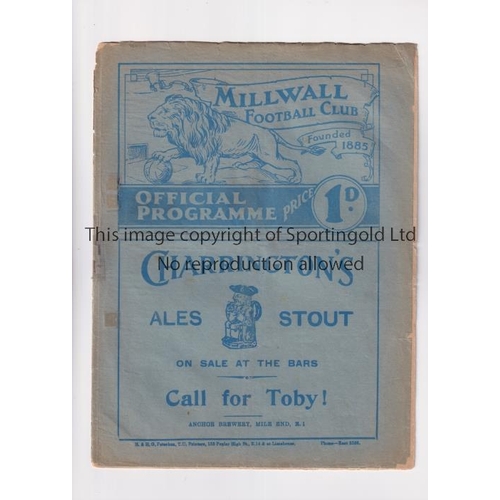 MILLWALL
FOOTBALL CLUB
Founded
1885
OFFICIAL
PROGRAMME
PRICE
1D.
This image copyright of Sportingold Ltd
No reproduction allowed
CHARRINGTON'S
ALES STOUT
ON SALE AT THE BARS
Call for Toby!
ANCHOR BREWERY, MILE END, E.1